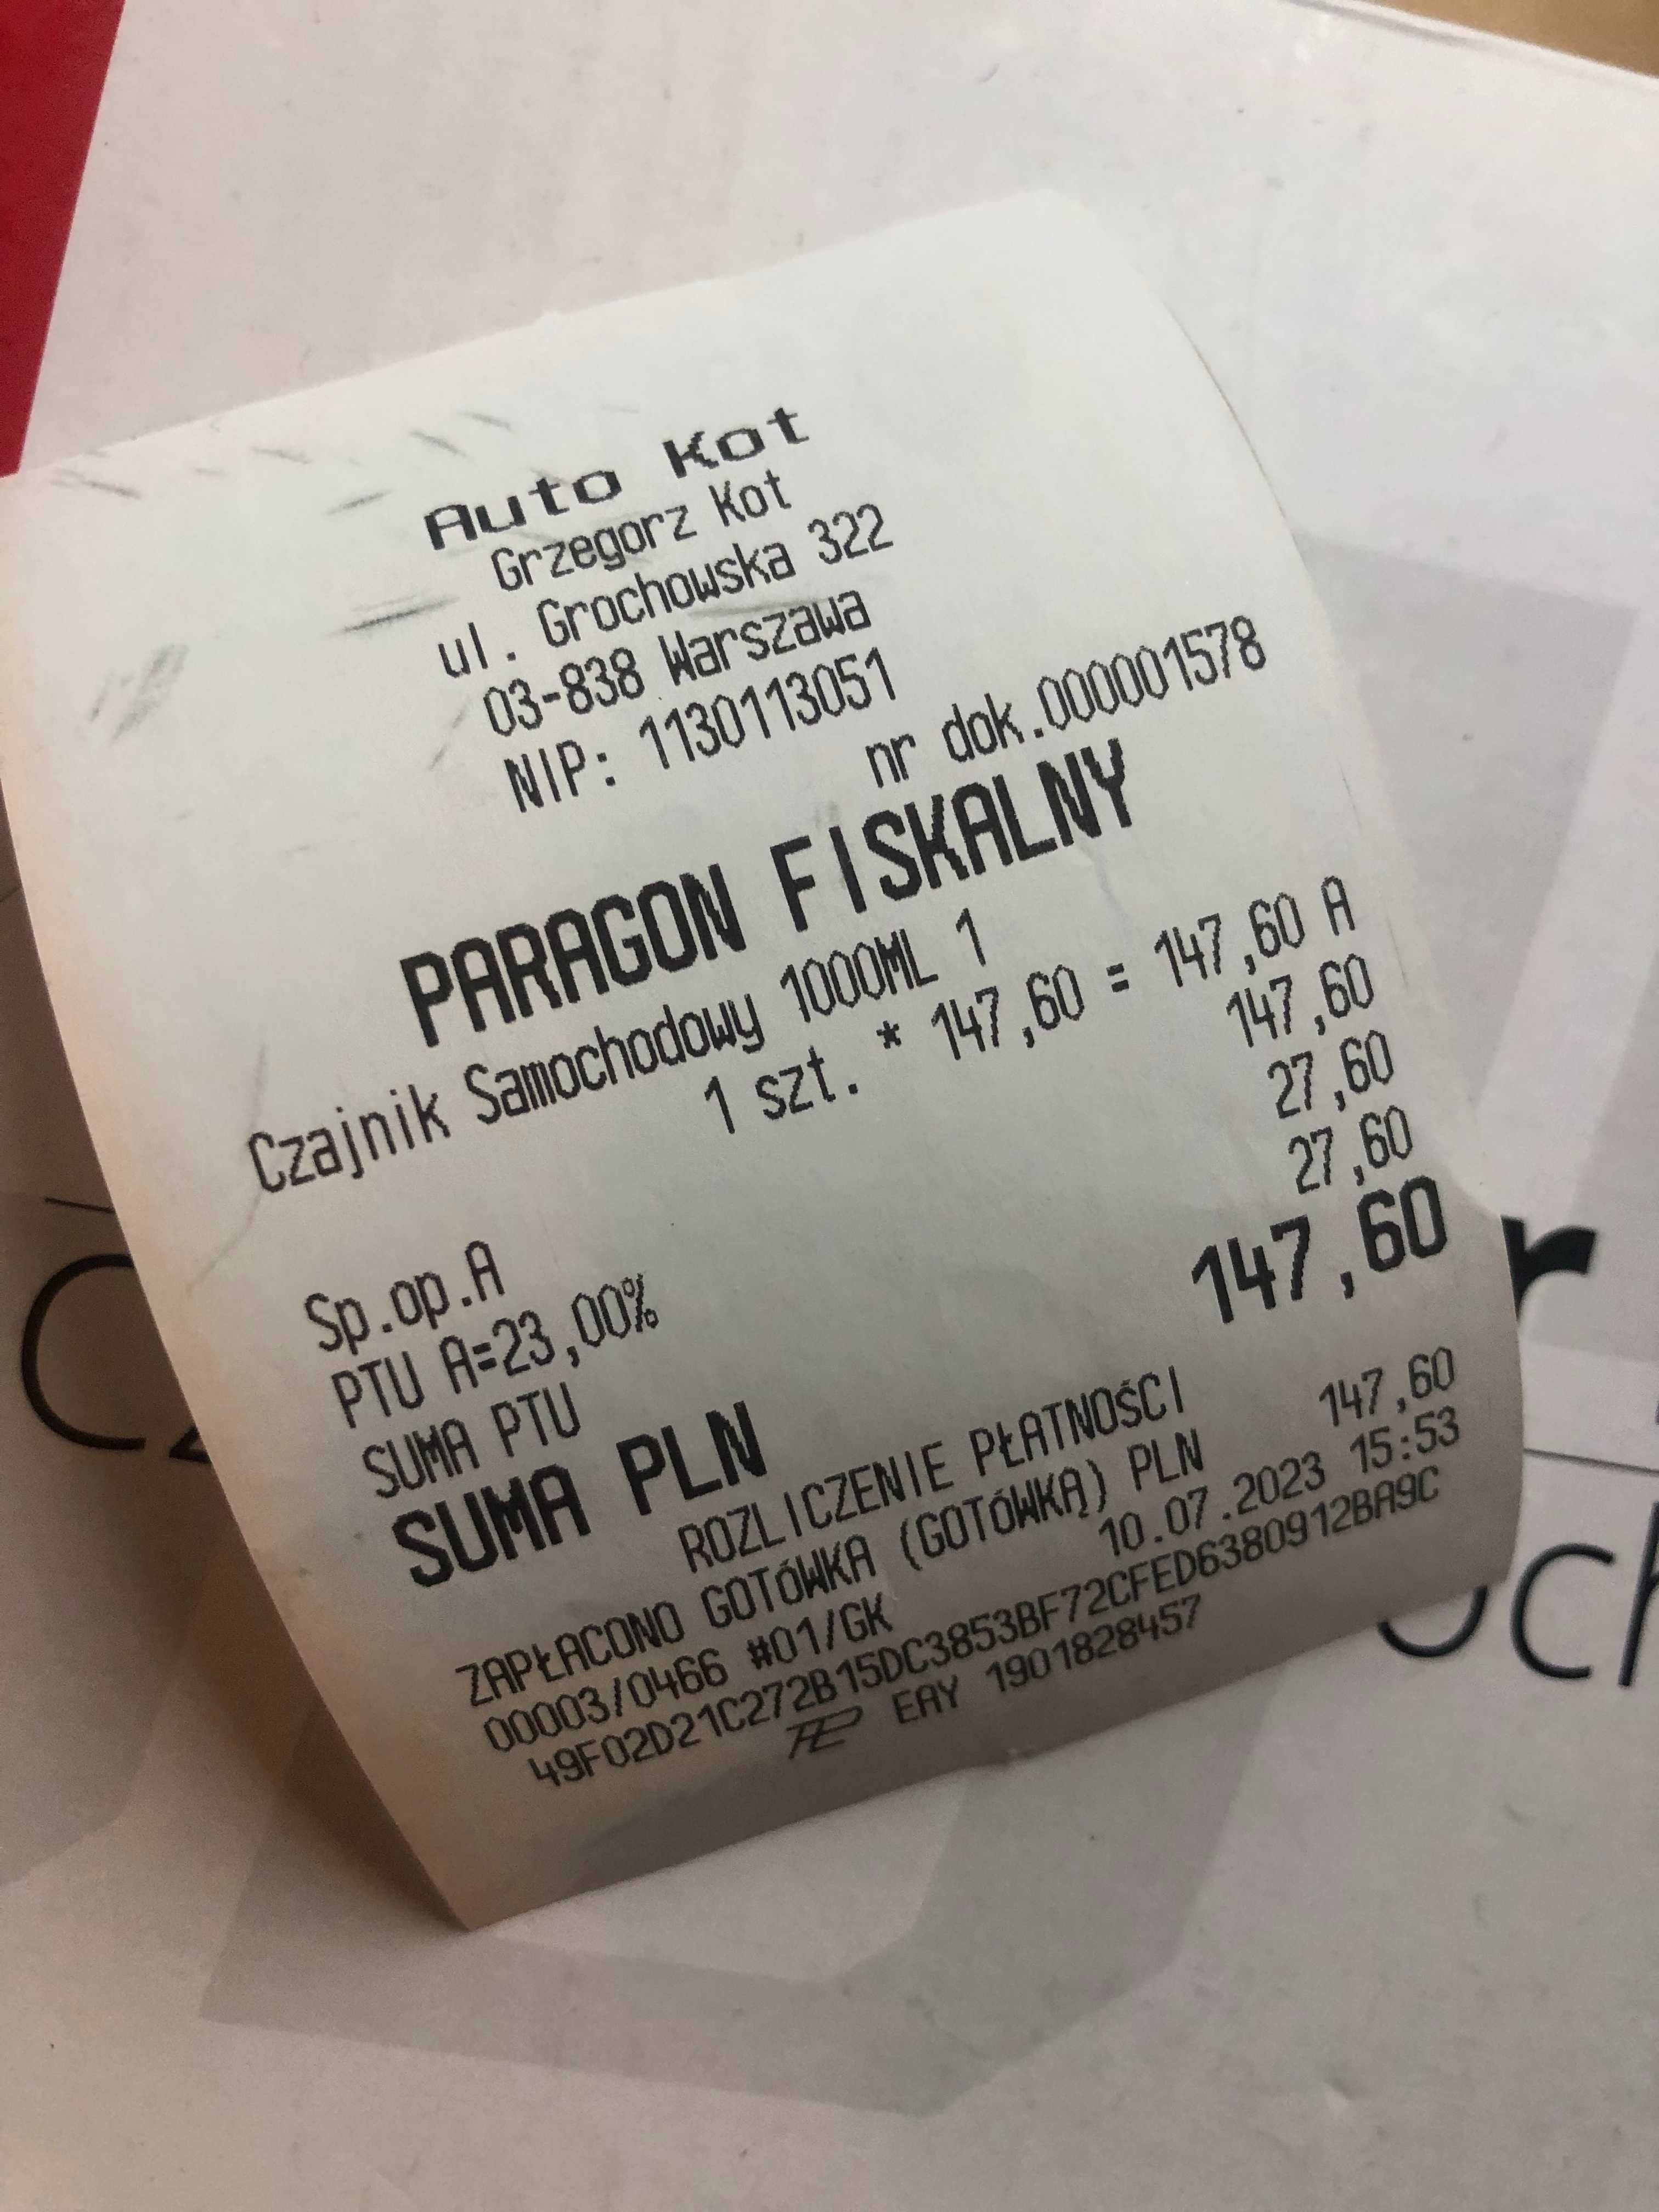 Auto Kot
Grzegorz Kot
ul. Grochowska 322
03-838 Warszawa
NIP: 1130113051
nr dok.000001578
PARAGON FISKALNY
Czajnik Samochodowy 1000ML 1
1 szt. * 147,60 = 147,60 A
Sp.op.A 147,60
PTU A=23,00% 27,60
SUMA PTU 27,60
SUMA PLN 147,60
ROZLICZENIE PŁATNOŚCI
ZAPŁACONO GOTÓWKA (GOTÓWKĄ) PLN 147,60
00003/0466 #01/GK 10.07.2023 15:53
49F02D21C272B15DC3853BF72CFED6380912BA9C
EAY 1901828457